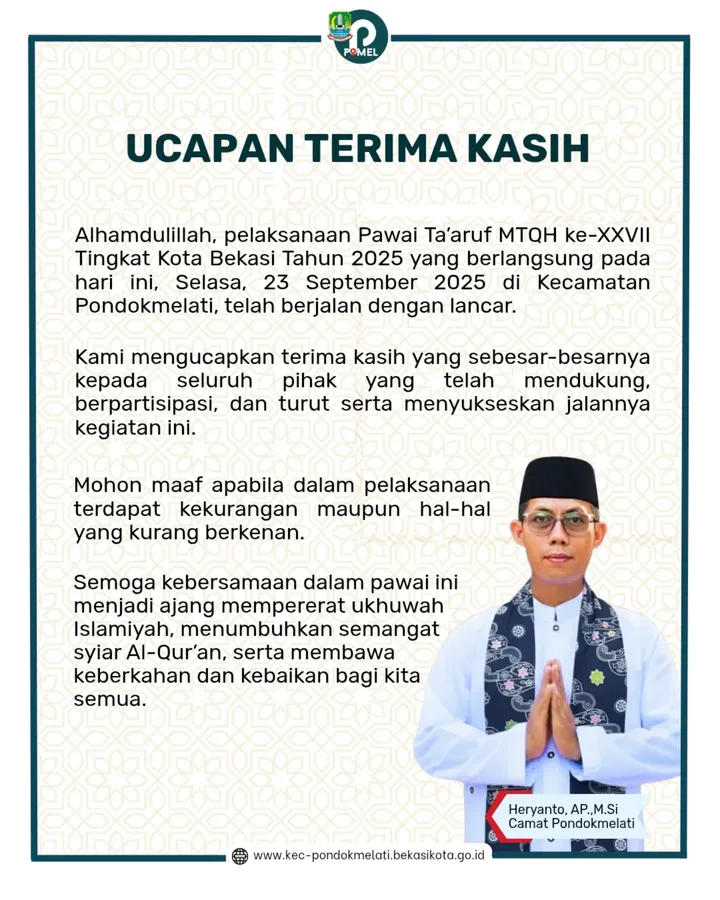 POMEL
UCAPAN TERIMA KASIH
Alhamdulillah, pelaksanaan Pawai Ta’aruf MTQH ke-XXVII
Tingkat Kota Bekasi Tahun 2025 yang berlangsung pada
hari ini, Selasa, 23 September 2025 di Kecamatan
Pondokmelati, telah berjalan dengan lancar.
Kami mengucapkan terima kasih yang sebesar-besarnya
kepada seluruh pihak yang telah mendukung,
berpartisipasi, dan turut serta menyukseskan jalannya
kegiatan ini.
Mohon maaf apabila dalam pelaksanaan
terdapat kekurangan maupun hal-hal
yang kurang berkenan.
Semoga kebersamaan dalam pawai ini
menjadi ajang mempererat ukhuwah
Islamiyah, menumbuhkan semangat
syiar Al-Qur’an, serta membawa
keberkahan dan kebaikan bagi kita
semua.
Heryanto, AP.,M.Si
Camat Pondokmelati
www.kec-pondokmelati.bekasikota.go.id